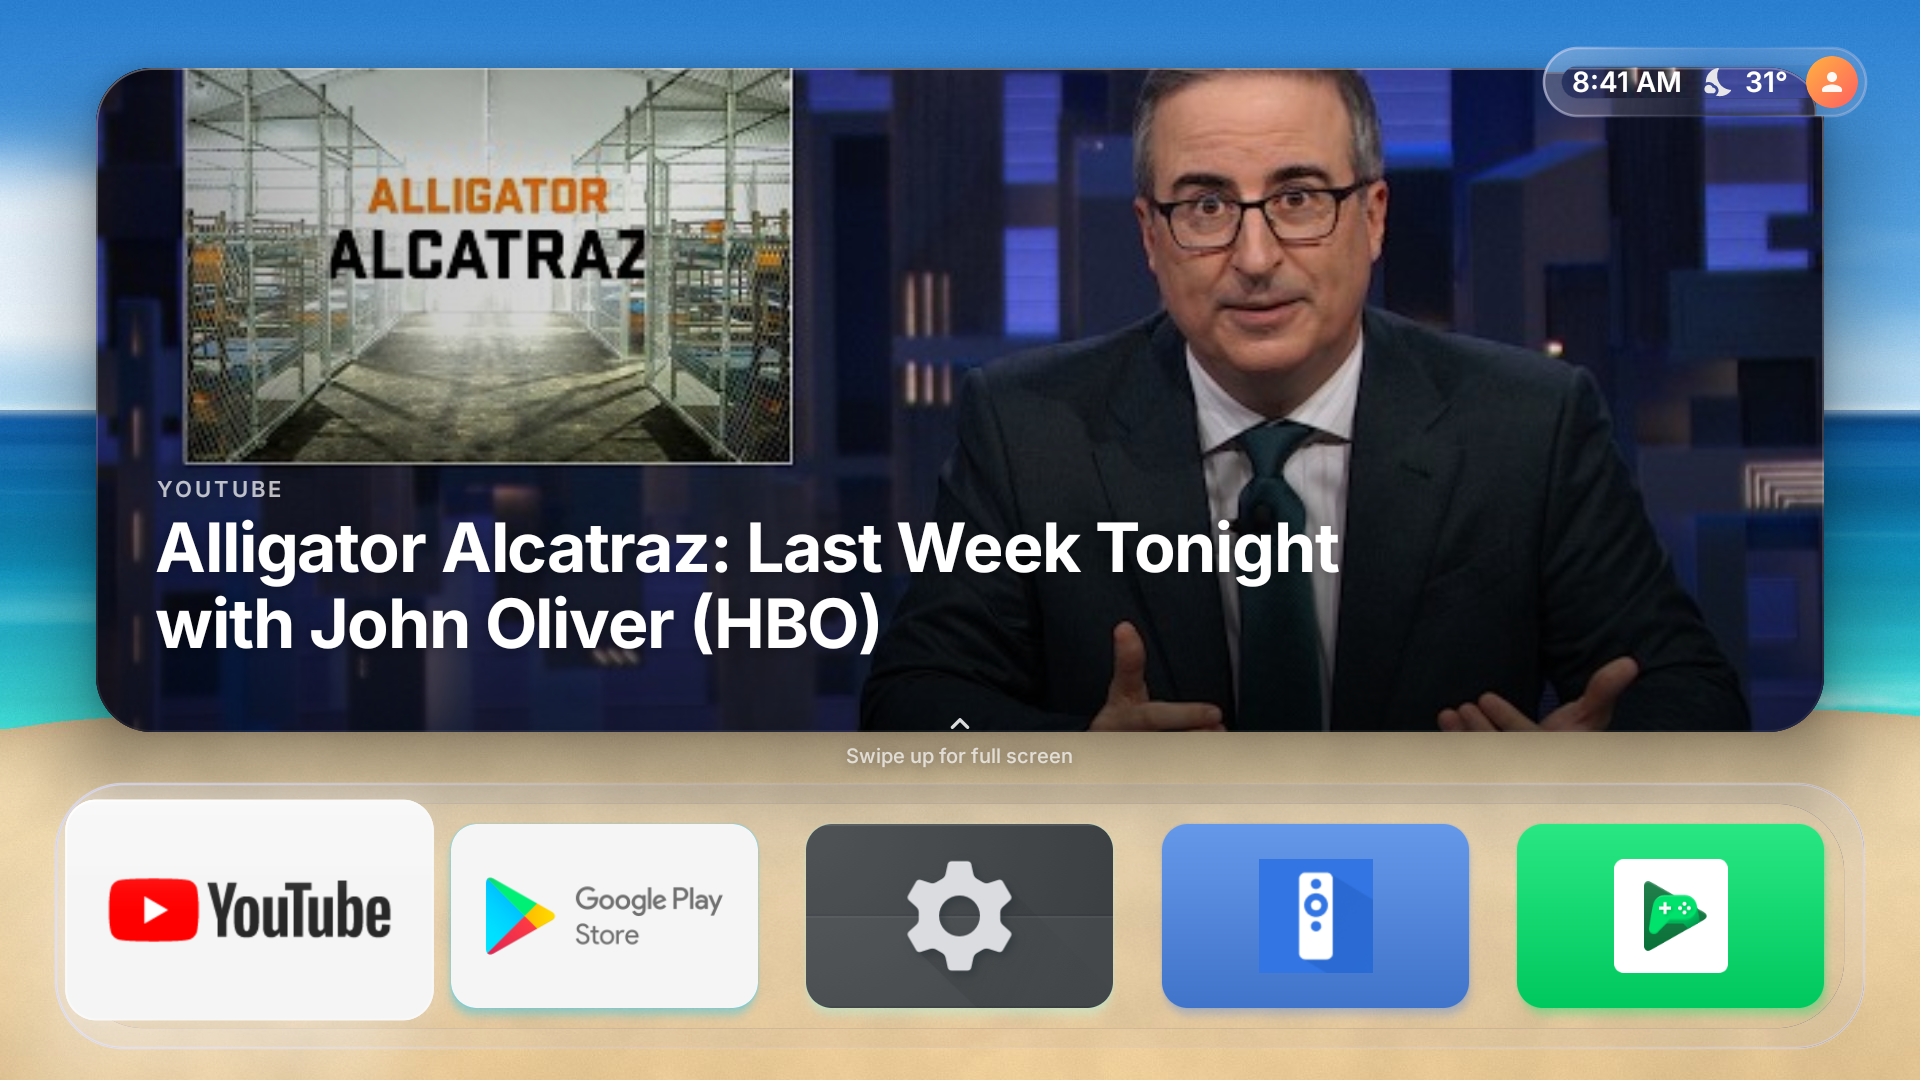 8:41 AM 31°
ALLIGATOR
ALCATRAZ
YOUTUBE
Alligator Alcatraz: Last Week Tonight
with John Oliver (HBO)
Swipe up for full screen
YouTube
Google Play
Store